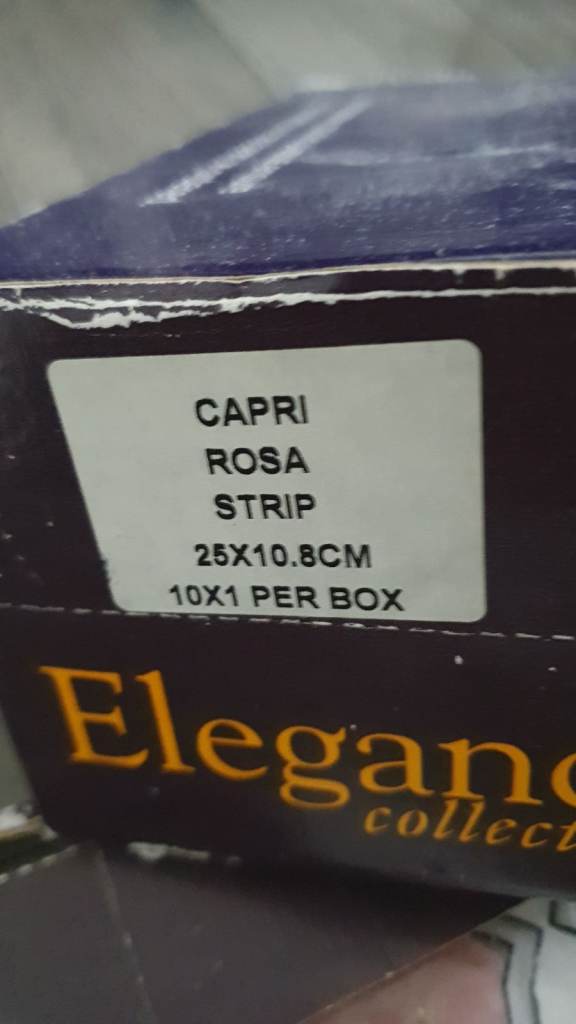 CAPRI
ROSA
STRIP
25X10.8CM
10X1 PER BOX